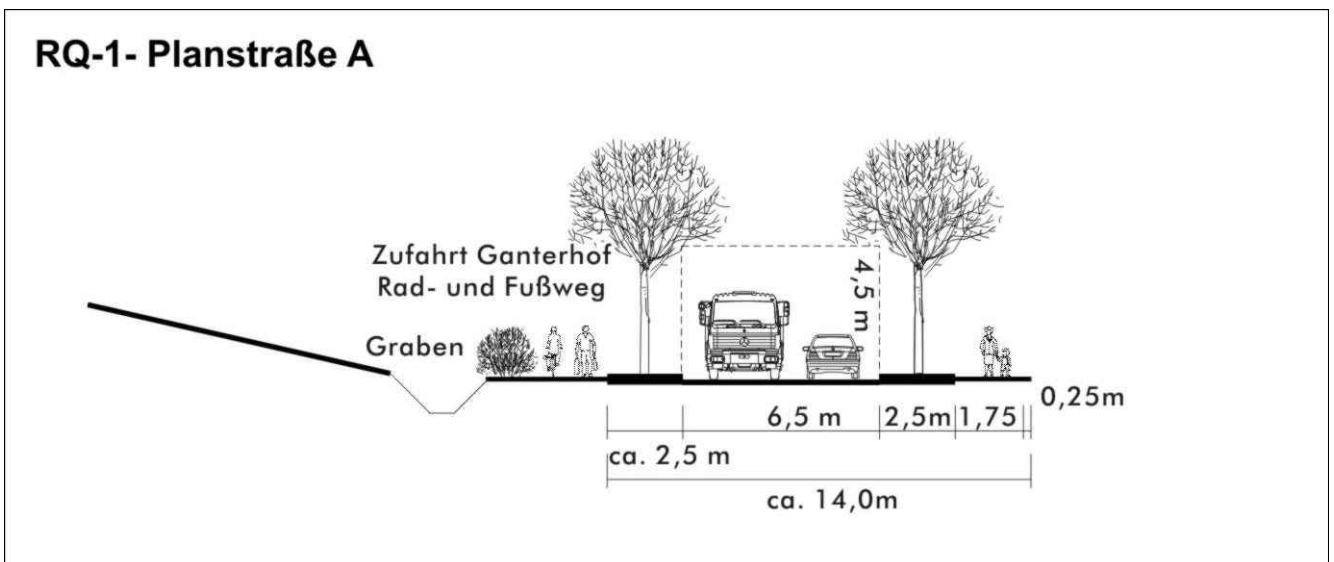 RQ-1- Planstraße A
Zufahrt Ganterhof
Rad- und Fußweg
Graben
4,5 m
0,25m
6,5 m
2,5m
1,75
ca. 2,5 m
ca. 14,0m